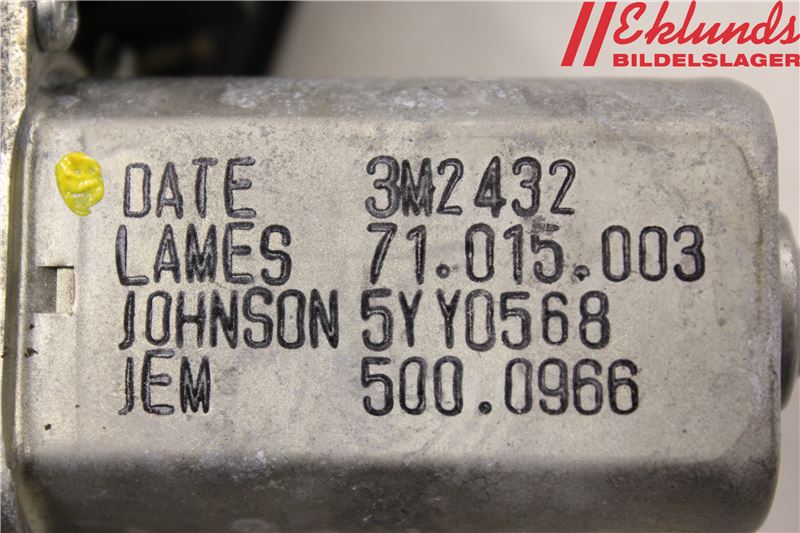 Eklunds
BILDELSLAGER
DATE 3M2432
LAMES 71.015.003
JOHNSON 5YY0568
JEM 500.0966